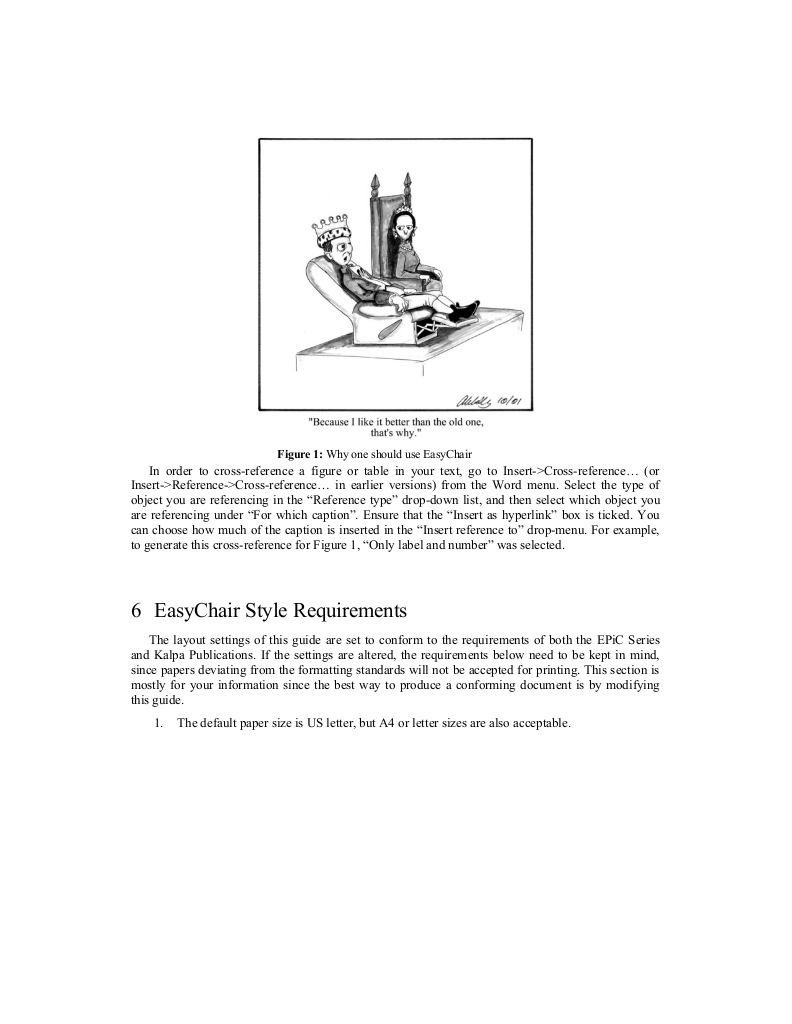 10/01
"Because I like it better than the old one,
that's why."
Figure 1: Why one should use EasyChair
In order to cross-reference a figure or table in your text, go to Insert->Cross-reference… (or
Insert->Reference->Cross-reference… in earlier versions) from the Word menu. Select the type of
object you are referencing in the “Reference type” drop-down list, and then select which object you
are referencing under “For which caption”. Ensure that the “Insert as hyperlink” box is ticked. You
can choose how much of the caption is inserted in the “Insert reference to” drop-menu. For example,
to generate this cross-reference for Figure 1, “Only label and number” was selected.
6 EasyChair Style Requirements
The layout settings of this guide are set to conform to the requirements of both the EPiC Series
and Kalpa Publications. If the settings are altered, the requirements below need to be kept in mind,
since papers deviating from the formatting standards will not be accepted for printing. This section is
mostly for your information since the best way to produce a conforming document is by modifying
this guide.
1. The default paper size is US letter, but A4 or letter sizes are also acceptable.